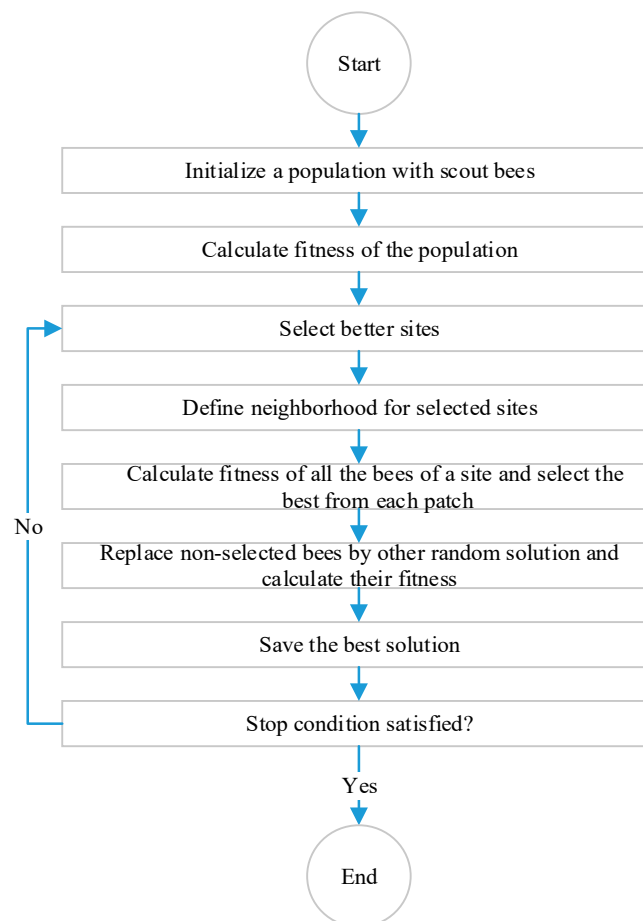 Start
Initialize a population with scout bees
Calculate fitness of the population
Select better sites
Define neighborhood for selected sites
Calculate fitness of all the bees of a site and select the
best from each patch
No
Replace non-selected bees by other random solution and
calculate their fitness
Save the best solution
Stop condition satisfied?
Yes
End